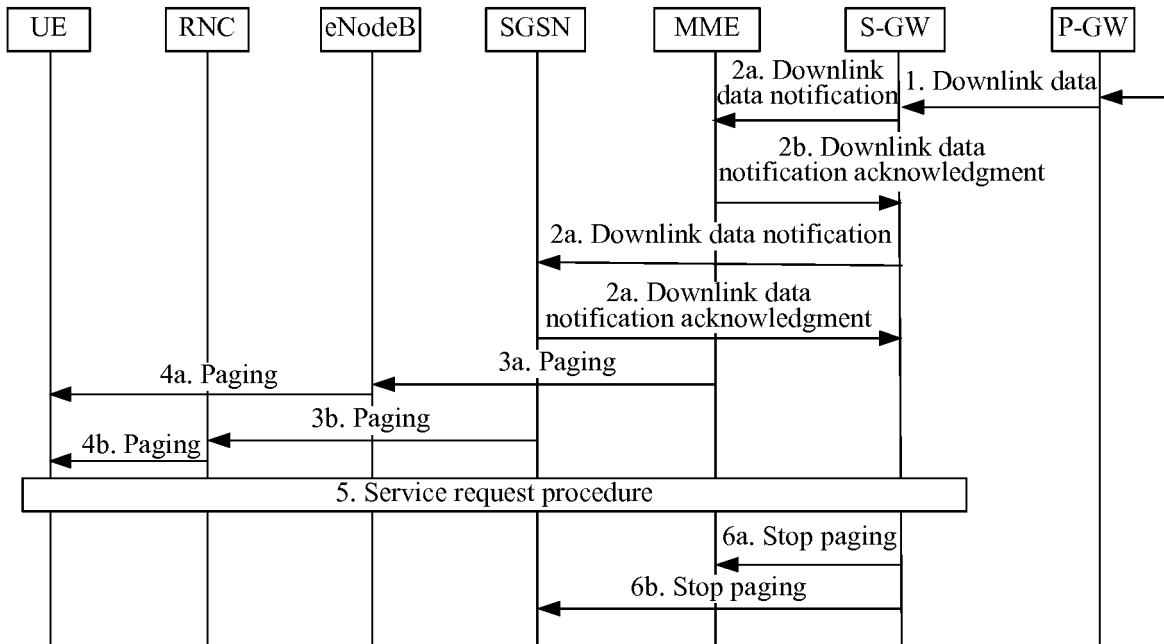 UE
RNC
eNodeB
SGSN
MME
S-GW
P-GW
2a. Downlink
data notification
1. Downlink data
2b. Downlink data
notification acknowledgment
2a. Downlink data notification
2a. Downlink data
notification acknowledgment
3a. Paging
4a. Paging
3b. Paging
4b. Paging
5. Service request procedure
6a. Stop paging
6b. Stop paging